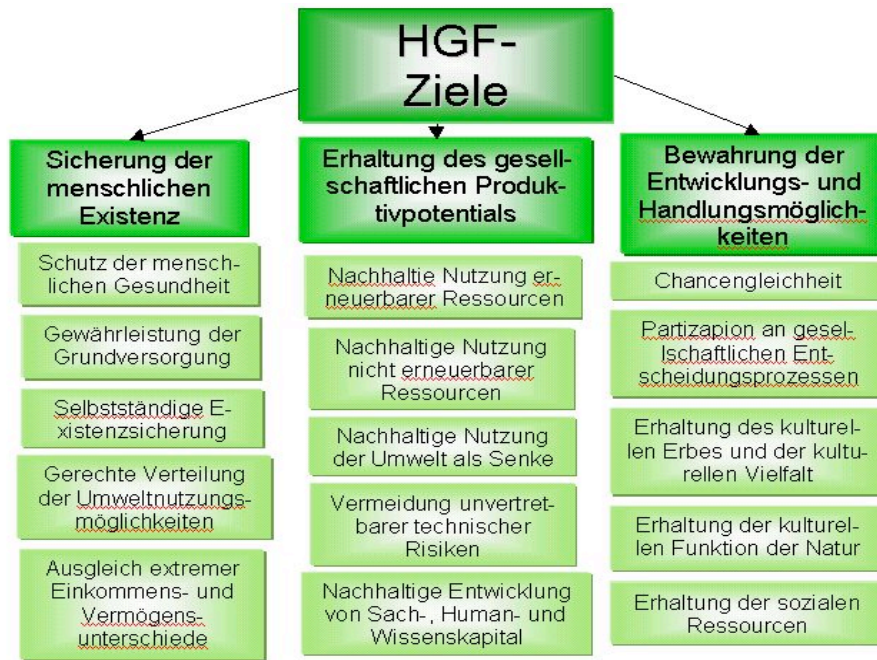 HGF-
Ziele
Sicherung der
menschlichen
Existenz
Schutz der mensch-
lichen Gesundheit
Gewährleistung der
Grundversorgung
Selbstständige E-
xistenzsicherung
Gerechte Verteilung
der Umweltnutzungs-
möglichkeiten
Ausgleich extremer
Einkommens- und
Vermögens-
unterschiede
Erhaltung des gesell-
schaftlichen Produk-
tivpotentials
Nachhaltie Nutzung er-
neuerbarer Ressourcen
Nachhaltige Nutzung
nicht erneuerbarer
Ressourcen
Nachhaltige Nutzung
der Umwelt als Senke
Vermeidung unvertret-
barer technischer
Risiken
Nachhaltige Entwicklung
von Sach-, Human- und
Wissenskapital
Bewahrung der
Entwicklungs- und
Handlungsmöglich-
keiten
Chancengleichheit
Partizapion an gesel-
lschaftlichen Ent-
scheidungsprozessen
Erhaltung des kulturel-
len Erbes und der kultu-
rellen Vielfalt
Erhaltung der kulturel-
len Funktion der Natur
Erhaltung der sozialen
Ressourcen